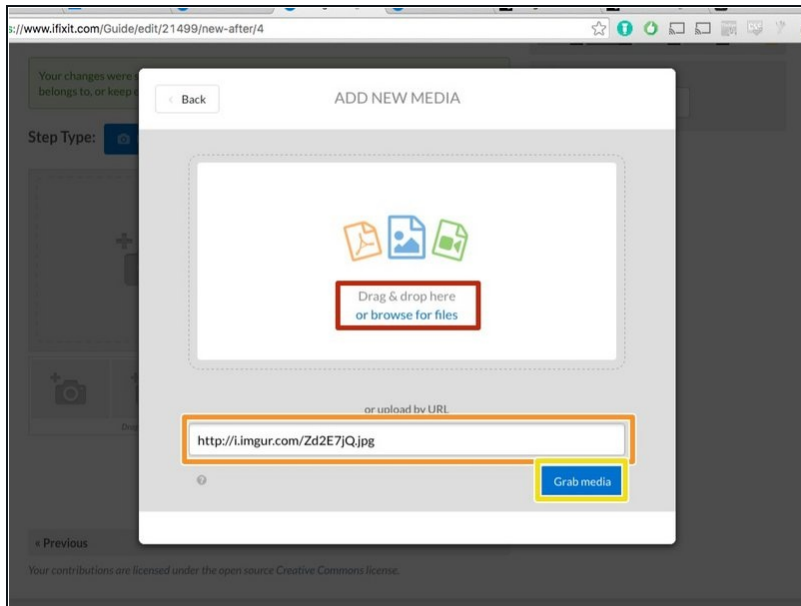 s://www.ifixit.com/Guide/edit/21499/new-after/4
Your changes were s
belongs to, or keep e
Back
ADD NEW MEDIA
Step Type:
Drag & drop here
or browse for files
or upload by URL
http://i.imgur.com/Zd2E7jQ.jpg
Grab media
« Previous
Your contributions are licensed under the open source Creative Commons license.